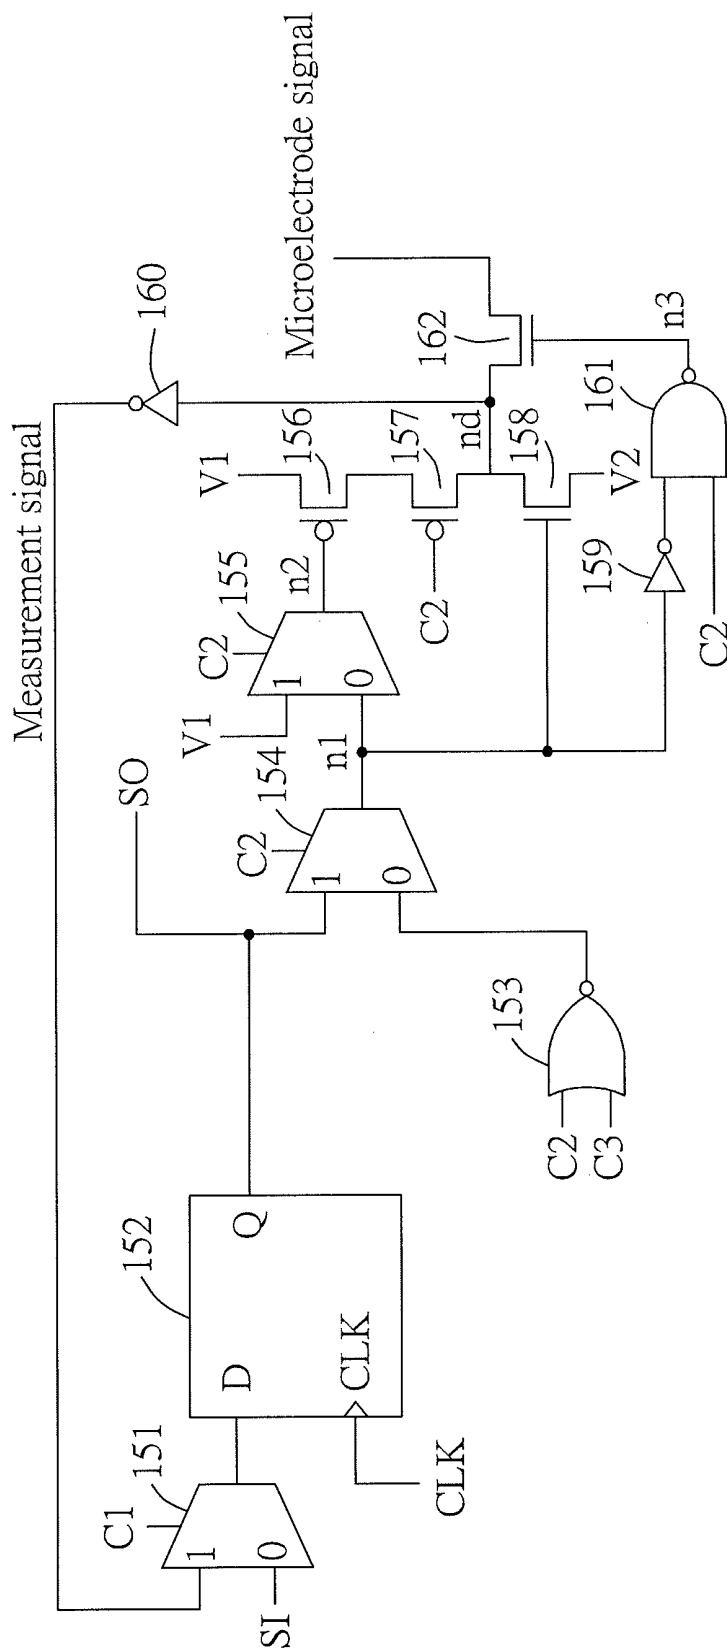 Measurement signal
Microelectrode signal
160
SO
V1
156
155
n2
C2
1
0
V1
C2
157
nd
162
154
n1
C2
1
0
158
V2
159
161
n3
C2
152
D
Q
CLK
153
C2
C3
C1
151
1
0
SI
CLK